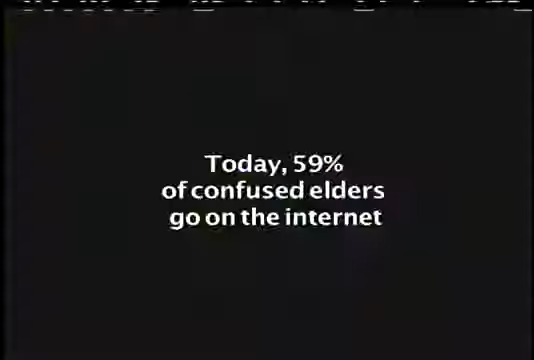 Today, 59%
of confused elders
go on the internet